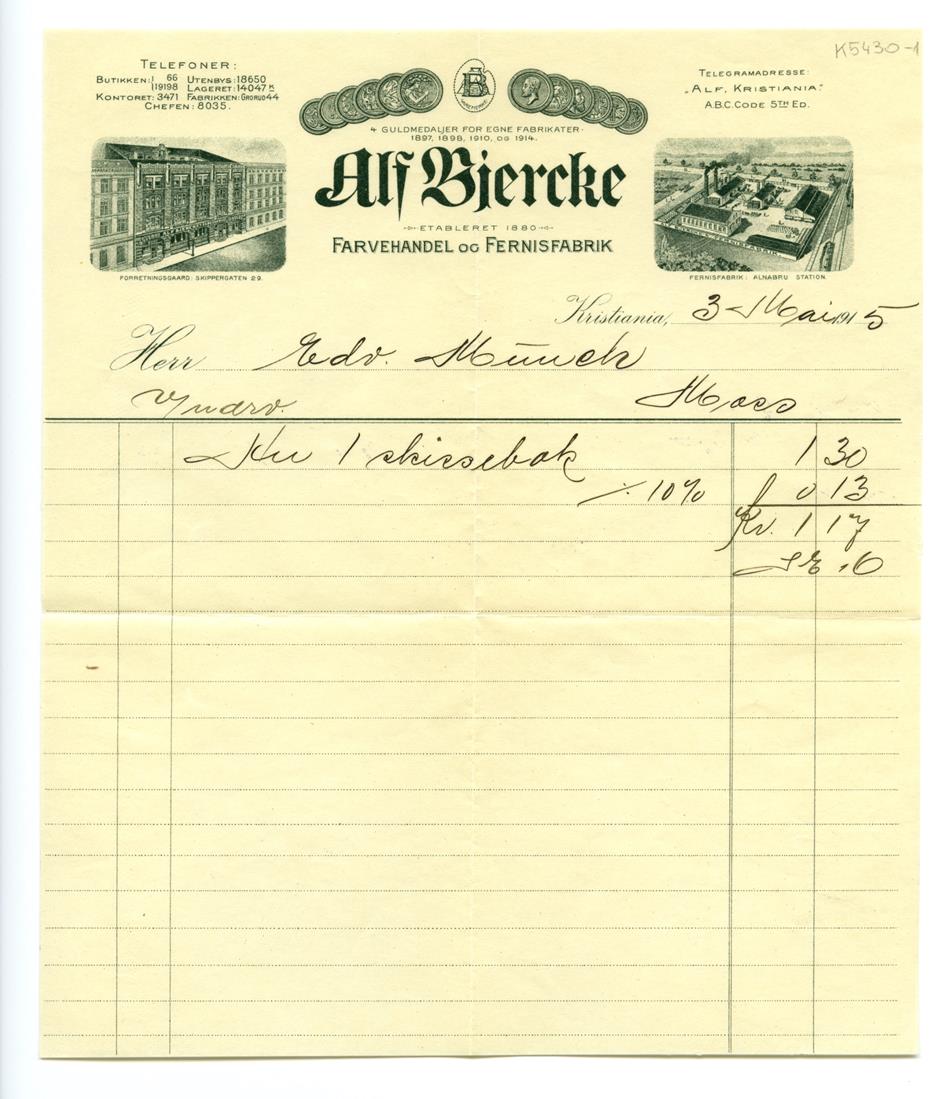 K5430-1
TELEFONER:
BUTIKKEN: 66 UTENBYS: 18650
19198 LAGERET: 14047
KONTORET: 3471 FABRIKKEN: GRORUD 44
CHEFEN: 8035.
TELEGRAMADRESSE:
„ALF, KRISTIANIA."
A.B.C. CODE 5TH ED.
4 GULDMEDALJER FOR EGNE FABRIKATER
1897, 1898, 1910, OG 1914.
Alf Bjercke
ETABLERET 1880
FARVEHANDEL OG FERNISFABRIK
FORRETNINGSGAARD: SKIPPERGATEN 29.
FERNISFABRIK: ALNABRU STATION.
Kristiania, 3 Mai 1915
Herr Edv. Münch
Moss
1 skissebok 1 30
÷ 10% 0 13
Kr. 1 17